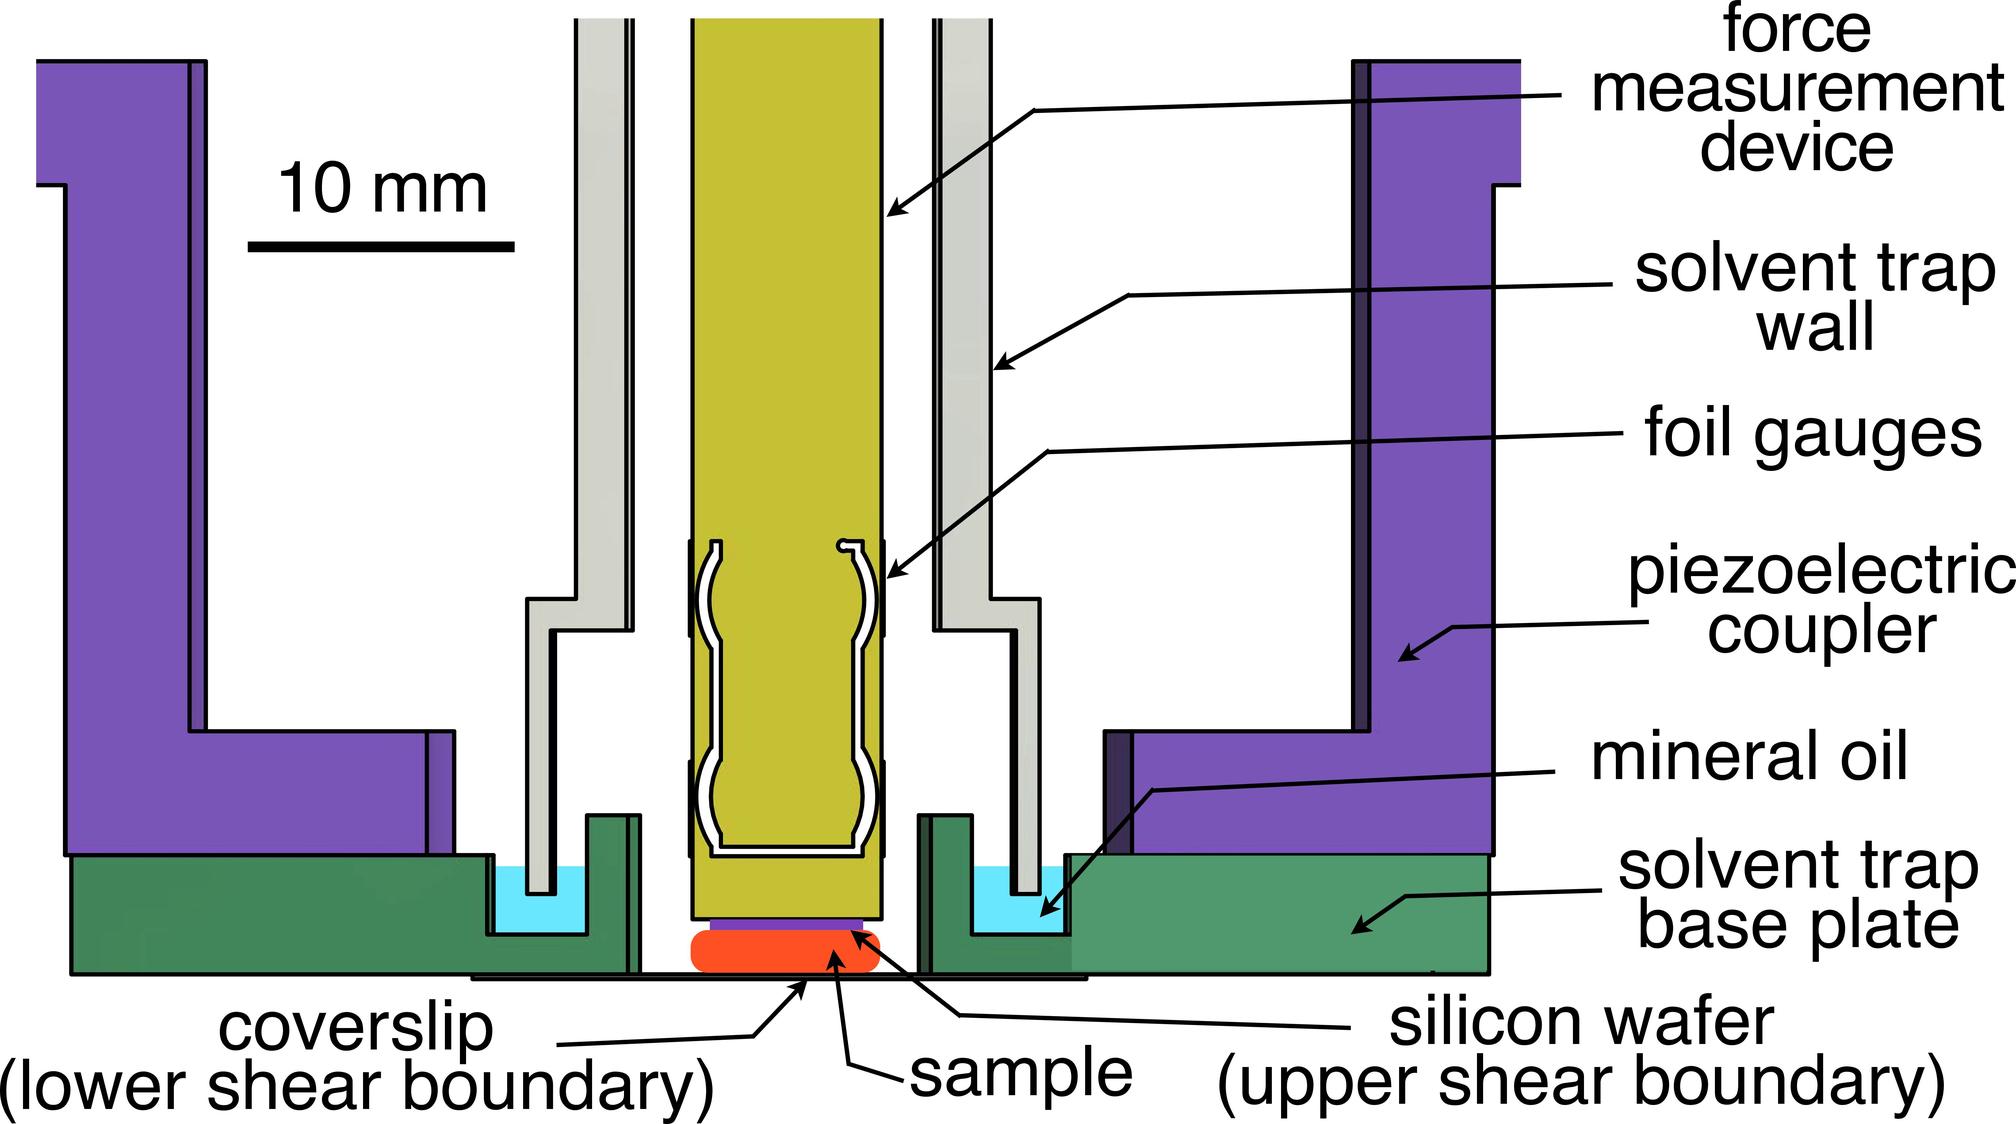 force
measurement
device
10 mm
solvent trap
wall
foil gauges
piezoelectric
coupler
mineral oil
solvent trap
base plate
coverslip
(lower shear boundary)
sample
silicon wafer
(upper shear boundary)